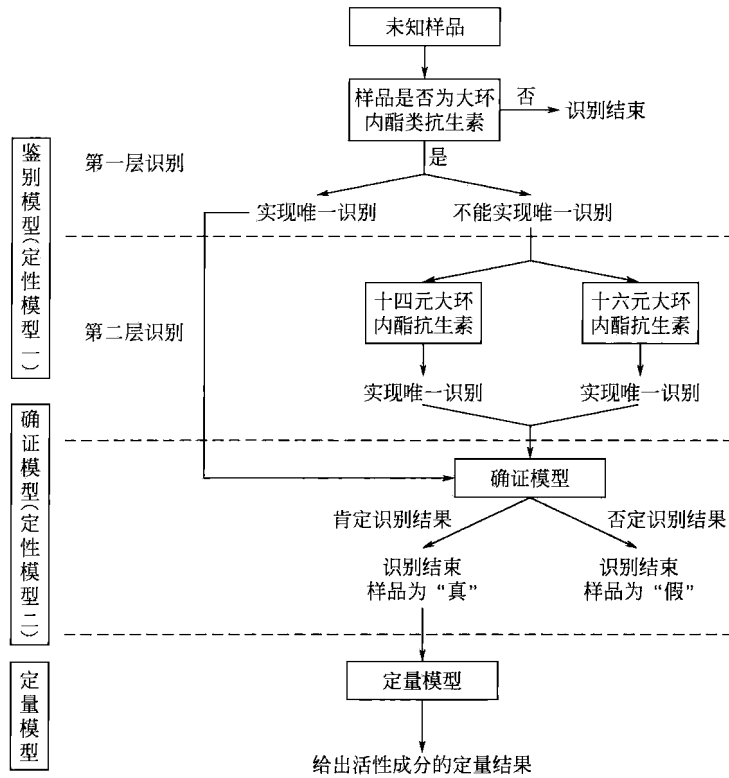 未知样品
样品是否为大环
内酯类抗生素
否
识别结束
是
第一层识别
实现唯一识别
不能实现唯一识别
鉴别模型(定性模型一)
第二层识别
十四元大环
内酯抗生素
十六元大环
内酯抗生素
实现唯一识别
实现唯一识别
确证模型(定性模型二)
确证模型
肯定识别结果
否定识别结果
识别结束
样品为“真”
识别结束
样品为“假”
定量模型
定量模型
给出活性成分的定量结果